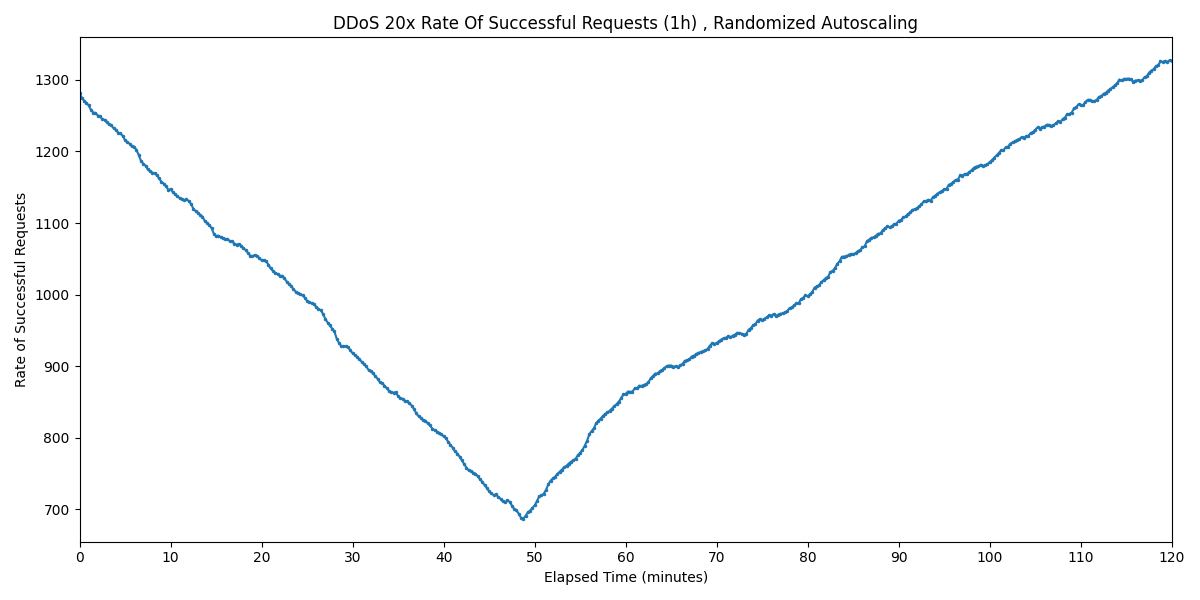 DDoS 20x Rate Of Successful Requests (1h) , Randomized Autoscaling
Rate of Successful Requests
1300
1200
1100
1000
900
800
700
0 10 20 30 40 50 60 70 80 90 100 110 120
Elapsed Time (minutes)